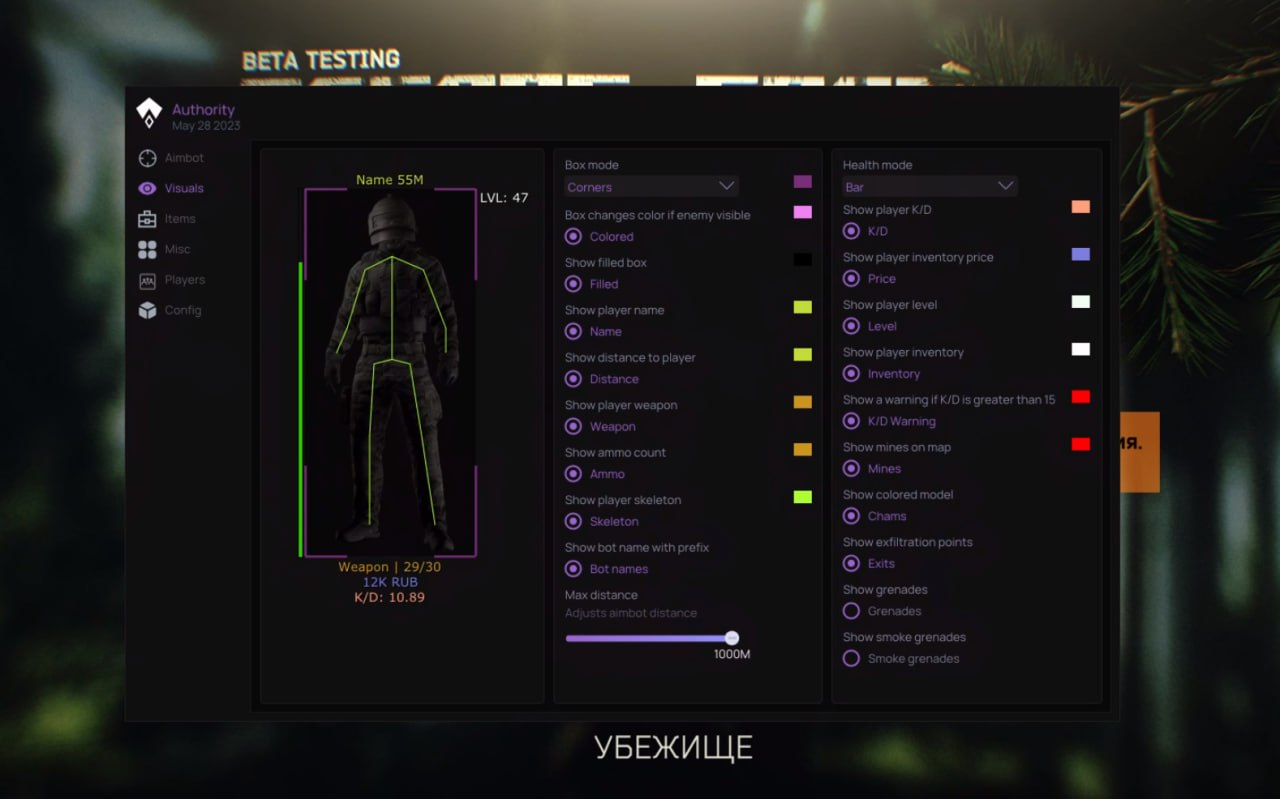 BETA TESTING
Authority
May 28 2023
Aimbot
Visuals
Items
Misc
Players
Config
Name 55M
LVL: 47
Weapon | 29/30
12K RUB
K/D: 10.89
Box mode
Corners
Box changes color if enemy visible
Colored
Show filled box
Filled
Show player name
Name
Show distance to player
Distance
Show player weapon
Weapon
Show ammo count
Ammo
Show player skeleton
Skeleton
Show bot name with prefix
Bot names
Max distance
Adjusts aimbot distance
1000M
Health mode
Bar
Show player K/D
K/D
Show player inventory price
Price
Show player level
Level
Show player inventory
Inventory
Show a warning if K/D is greater than 15
K/D Warning
Show mines on map
Mines
Show colored model
Chams
Show exfiltration points
Exits
Show grenades
Grenades
Show smoke grenades
Smoke grenades
УБЕЖИЩЕ